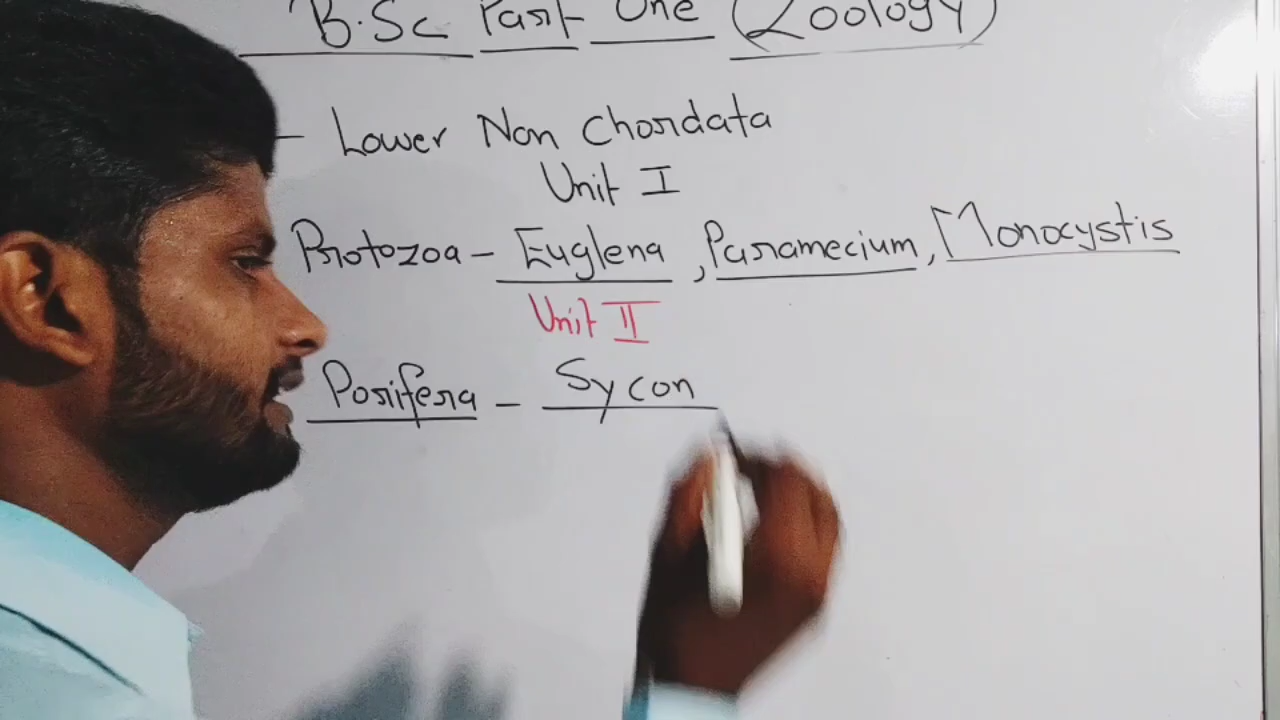 B.Sc Part One (Zoology)
- Lower Non Chordata
Unit I
Protozoa - Euglena, Paramecium, Monocystis
Unit II
Porifera - Sycon